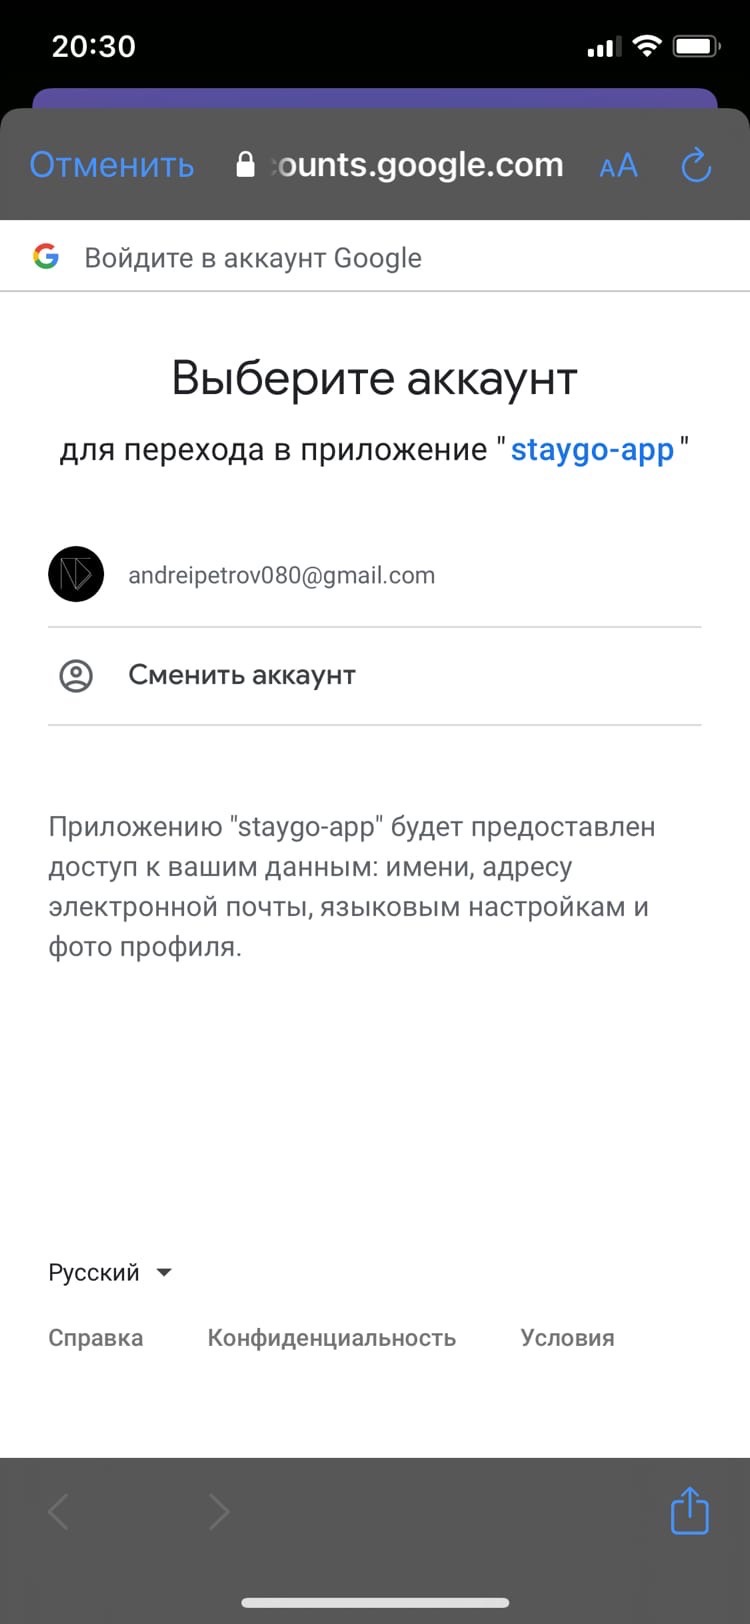 20:30
Отменить
ounts.google.com
AA
Войдите в аккаунт Google
Выберите аккаунт
для перехода в приложение "staygo-app"
andreipetrov080@gmail.com
Сменить аккаунт
Приложению "staygo-app" будет предоставлен
доступ к вашим данным: имени, адресу
электронной почты, языковым настройкам и
фото профиля.
Русский
Справка
Конфиденциальность
Условия